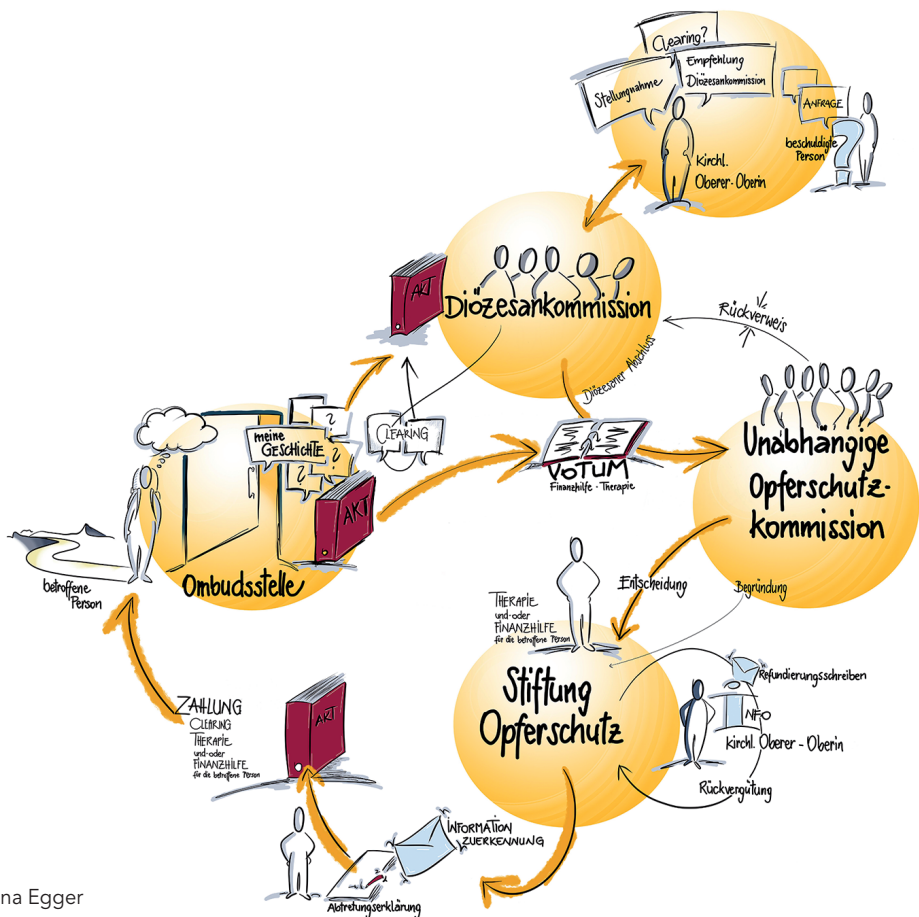 Clearing?
Empfehlung
Diözesankommission
Stellungnahme
ANFRAGE
beschuldigte
Person
?
Kirchl.
Oberer-Oberin
AKT
Diözesankommission
Rückverweis
Diözesaner Abschluss
meine
GESCHICHTE
?
?
?
?
CLEARING
AKT
VOTUM
Finanzhilfe - Therapie
Unabhängige
Opferschutz-
kommission
betroffene
Person
Ombudsstelle
Entscheidung
Begründung
THERAPIE
und-oder
FINANZHILFE
für die betroffene Person
Stiftung
Opferschutz
Refundierungsschreiben
INFO
Kirchl. Oberer - Oberin
Rückvergütung
ZAHLUNG
CLEARING
THERAPIE
und-oder
FINANZHILFE
für die betroffene Person
AKT
INFORMATION
ZUERKENNUNG
Abtretungserklärung
na Egger